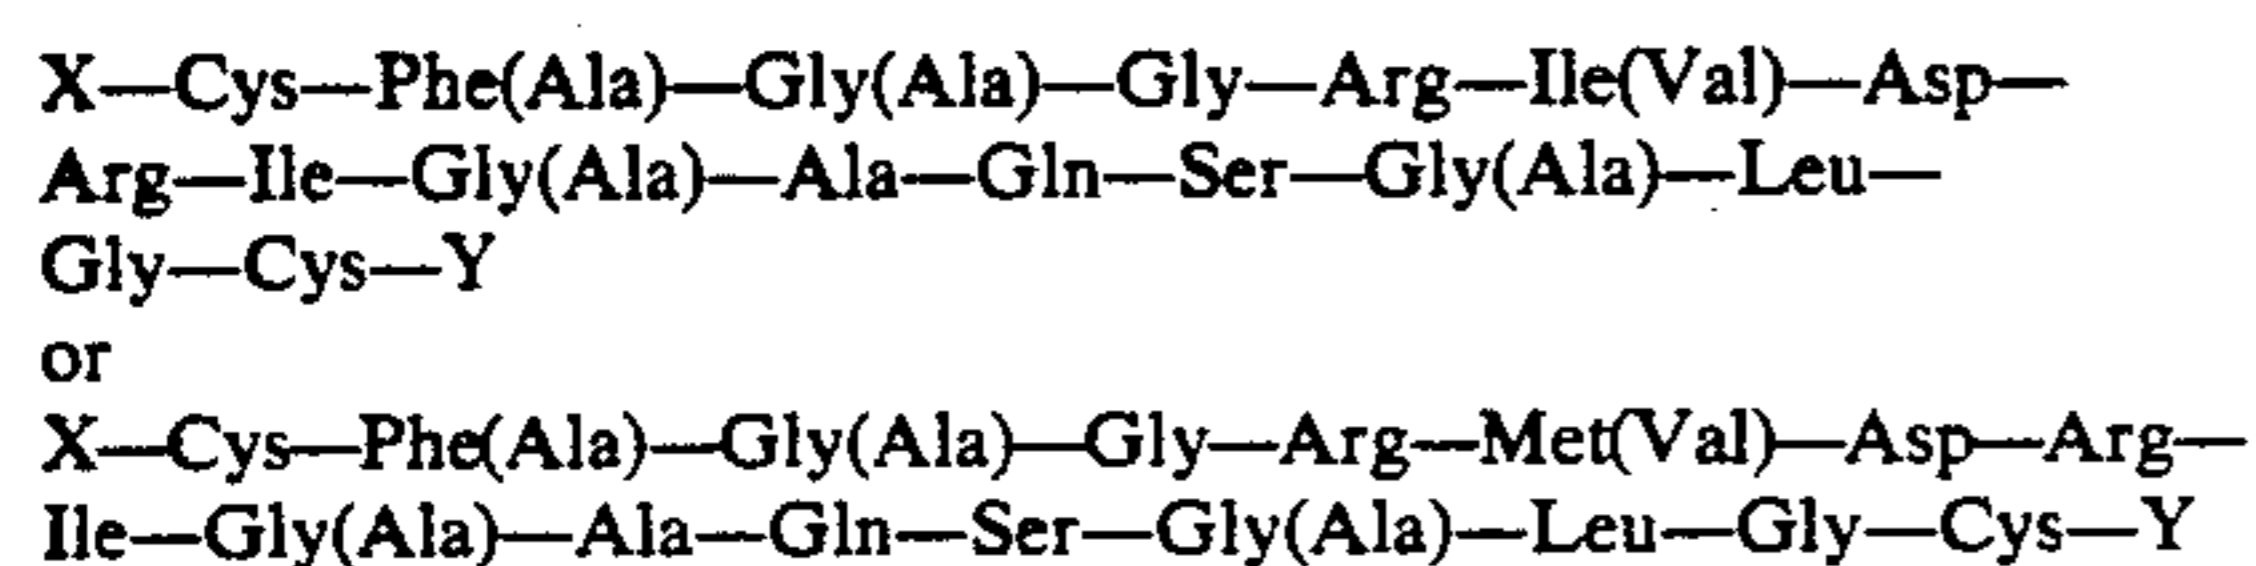 X—Cys—Phe(Ala)—Gly(Ala)—Gly—Arg—Ile(Val)—Asp—
Arg—Ile—Gly(Ala)—Ala—Gln—Ser—Gly(Ala)—Leu—
Gly—Cys—Y
or
X—Cys—Phe(Ala)—Gly(Ala)—Gly—Arg—Met(Val)—Asp—Arg—
Ile—Gly(Ala)—Ala—Gln—Ser—Gly(Ala)—Leu—Gly—Cys—Y